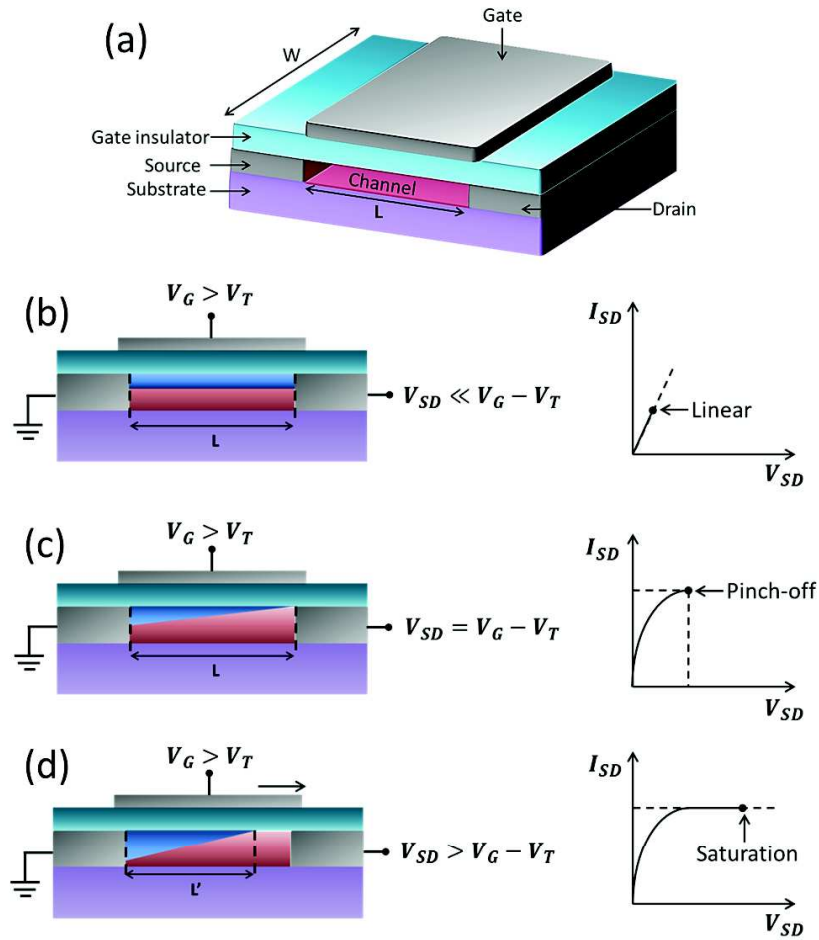 (a)
Gate
W
Gate insulator
Source
Substrate
Channel
L
Drain
(b)
V_G > V_T
V_SD ≪ V_G − V_T
L
I_SD
Linear
V_SD
(c)
V_G > V_T
V_SD = V_G − V_T
L
I_SD
Pinch-off
V_SD
(d)
V_G > V_T
V_SD > V_G − V_T
L'
I_SD
Saturation
V_SD